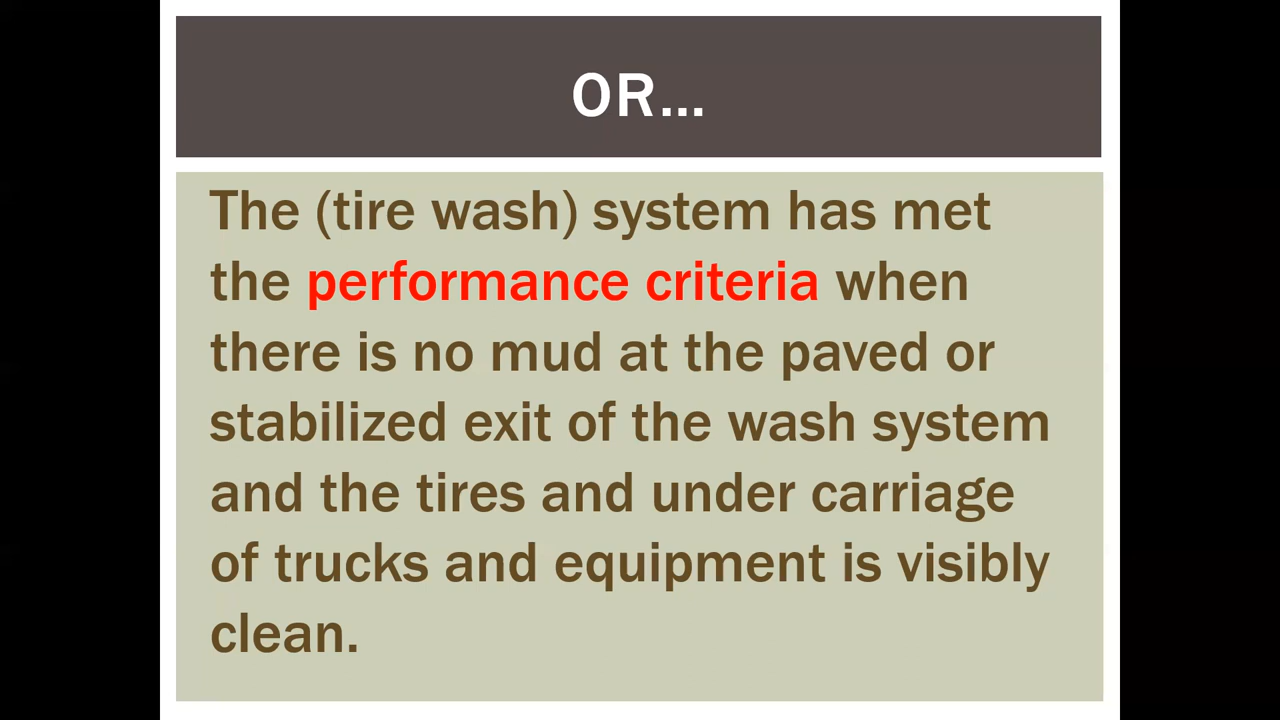 OR…
The (tire wash) system has met
the performance criteria when
there is no mud at the paved or
stabilized exit of the wash system
and the tires and under carriage
of trucks and equipment is visibly
clean.